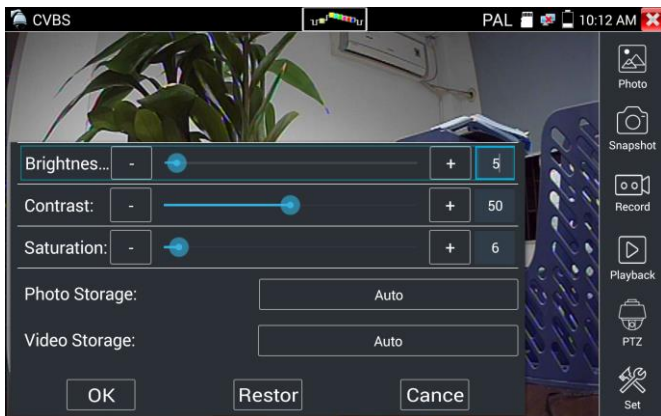 CVBS PAL 10:12 AM
Photo
Snapshot
Brightnes... - + 5
Contrast: - + 50
Record
Saturation: - + 6
Playback
Photo Storage: Auto
Video Storage: Auto
PTZ
OK Restor Cance
Set